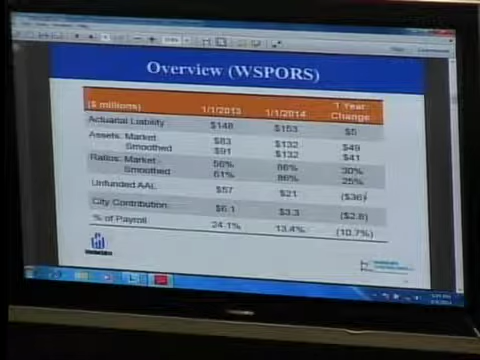 Overview (WSPORS)
($ millions) 1/1/2013 1/1/2014 1 Year Change
Actuarial Liability $148 $153 $5
Assets: Market $83 $132 $49
Smoothed $91 $132 $41
Ratios: Market 56% 86% 30%
Smoothed 61% 86% 25%
Unfunded AAL $57 $21 ($36)
City Contribution $6.1 $3.3 ($2.8)
% of Payroll 24.1% 13.4% (10.7%)